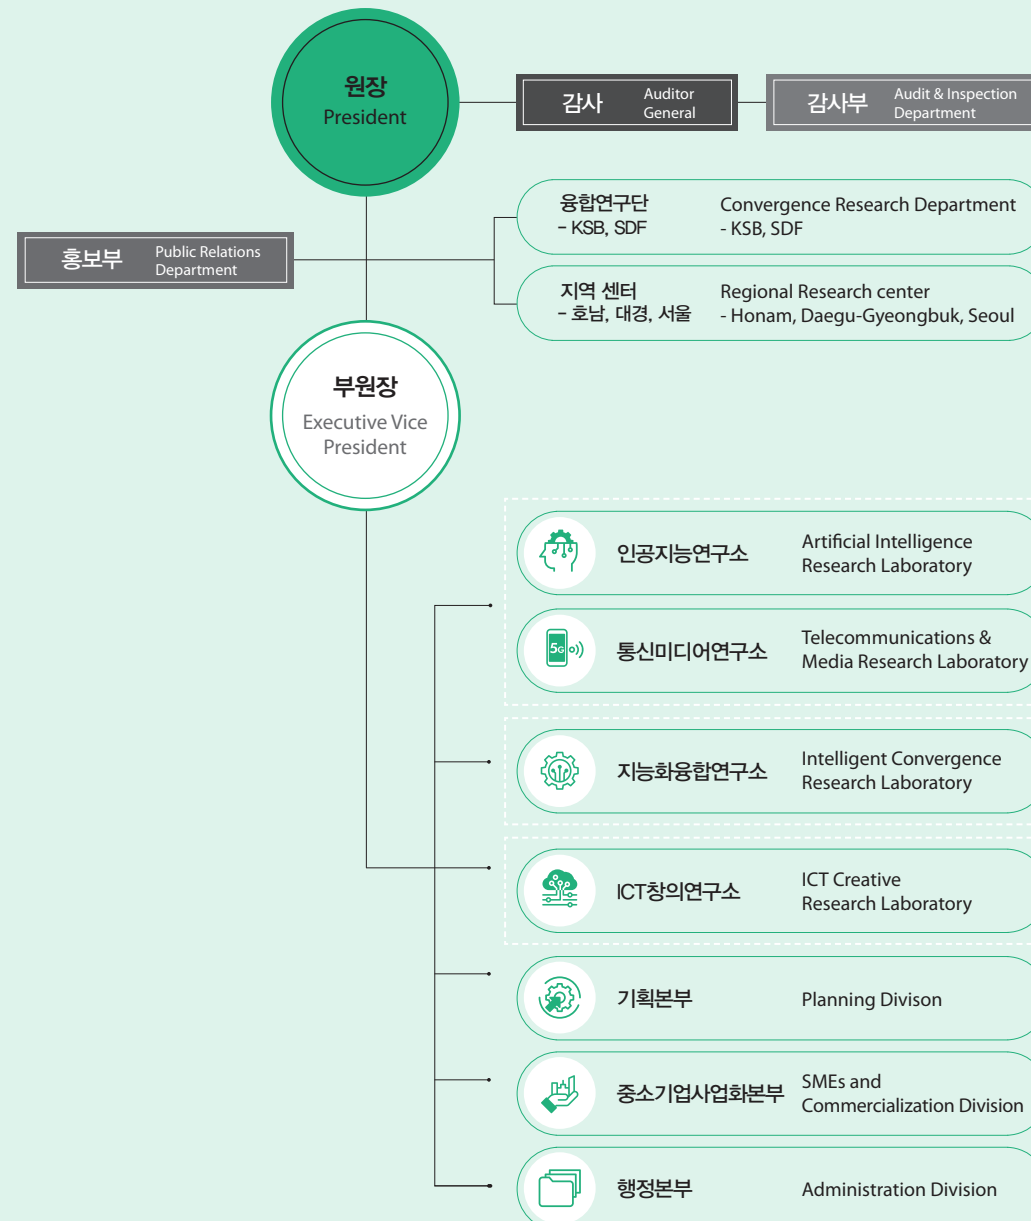 원장
President
감사
Auditor
General
감사부
Audit & Inspection
Department
융합연구단
- KSB, SDF
Convergence Research Department
- KSB, SDF
홍보부
Public Relations
Department
지역 센터
- 호남, 대경, 서울
Regional Research center
- Honam, Daegu-Gyeongbuk, Seoul
부원장
Executive Vice
President
인공지능연구소
Artificial Intelligence
Research Laboratory
5G
통신미디어연구소
Telecommunications &
Media Research Laboratory
지능화융합연구소
Intelligent Convergence
Research Laboratory
ICT창의연구소
ICT Creative
Research Laboratory
기획본부
Planning Divison
중소기업사업화본부
SMEs and
Commercialization Division
행정본부
Administration Division